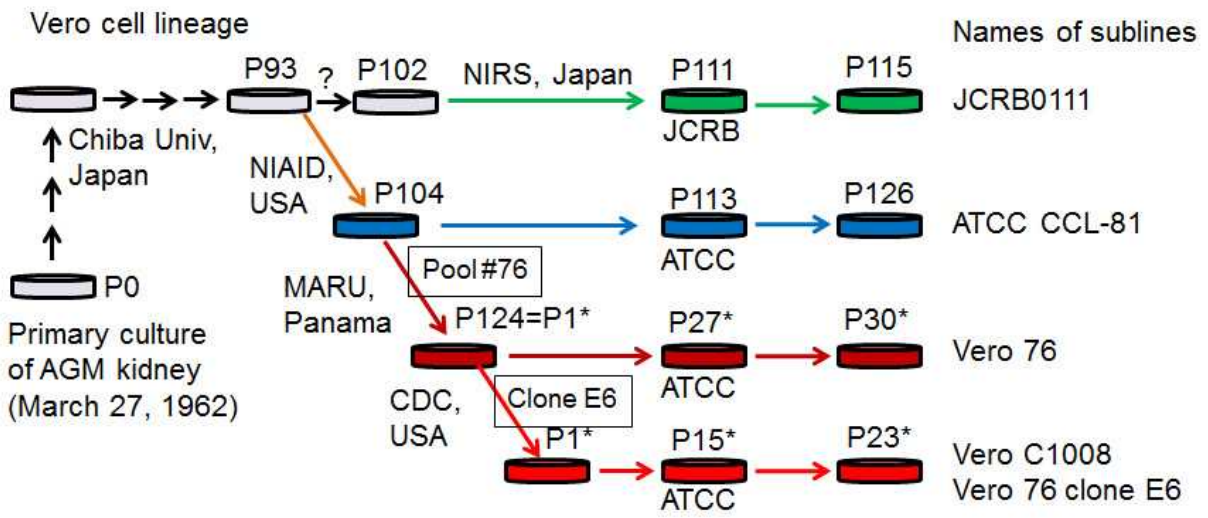 Vero cell lineage
Names of sublines
P93
?
P102
NIRS, Japan
P111
P115
JCRB0111
JCRB
Chiba Univ,
Japan
NIAID,
USA
P104
P113
P126
ATCC CCL-81
ATCC
Pool #76
P0
MARU,
Panama
P124=P1*
P27*
P30*
Vero 76
ATCC
Primary culture
of AGM kidney
(March 27, 1962)
Clone E6
CDC,
USA
P1*
P15*
P23*
ATCC
Vero C1008
Vero 76 clone E6